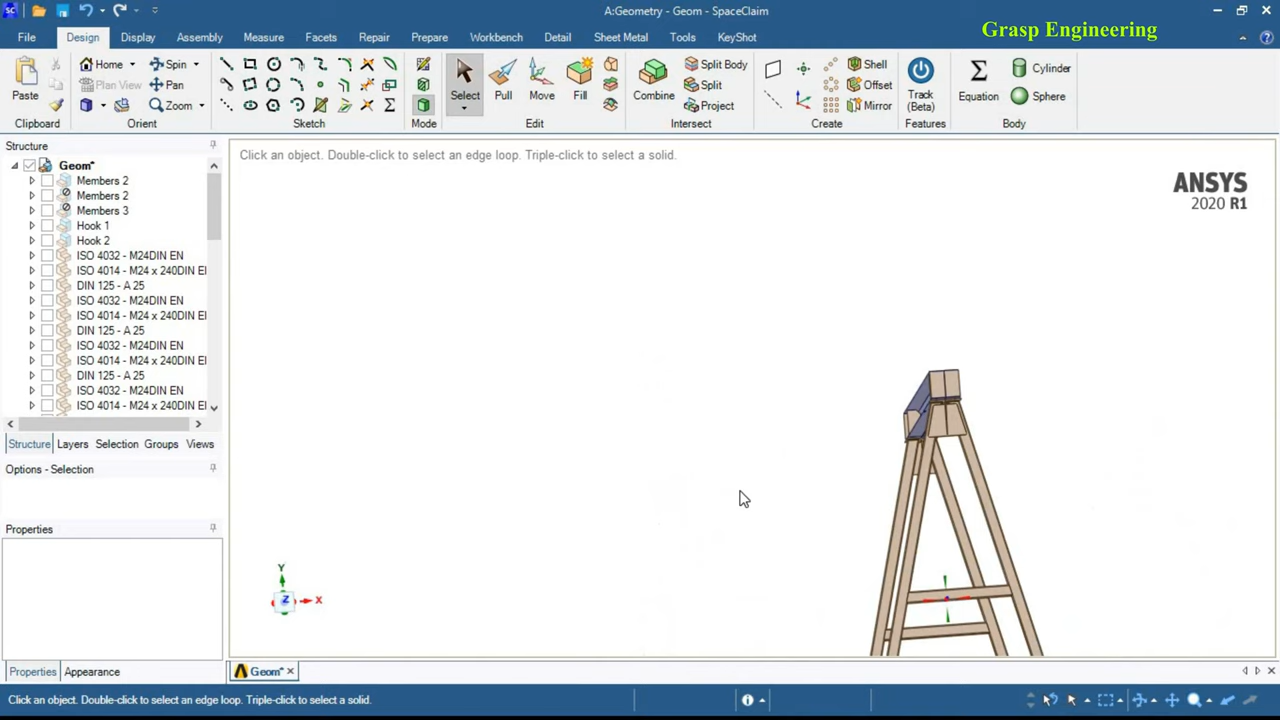 A:Geometry - Geom - SpaceClaim
Grasp Engineering
File Design Display Assembly Measure Facets Repair Prepare Workbench Detail Sheet Metal Tools KeyShot
Home Spin Split Body Shell Cylinder
Plan View Pan Split Offset Sphere
Zoom Project Mirror
Paste Select Pull Move Fill Combine Track (Beta) Equation
Clipboard Orient Sketch Mode Edit Intersect Create Features Body
Structure
Click an object. Double-click to select an edge loop. Triple-click to select a solid.
Geom*
Members 2
Members 2
Members 3
Hook 1
Hook 2
ISO 4032 - M24DIN EN
ISO 4014 - M24 x 240DIN EI
DIN 125 - A 25
ISO 4032 - M24DIN EN
ISO 4014 - M24 x 240DIN EI
DIN 125 - A 25
ISO 4032 - M24DIN EN
ISO 4014 - M24 x 240DIN EI
DIN 125 - A 25
ISO 4032 - M24DIN EN
ISO 4014 - M24 x 240DIN EI
ANSYS
2020 R1
Structure Layers Selection Groups Views
Options - Selection
Properties
Y
Z X
Properties Appearance
Geom*
Click an object. Double-click to select an edge loop. Triple-click to select a solid.